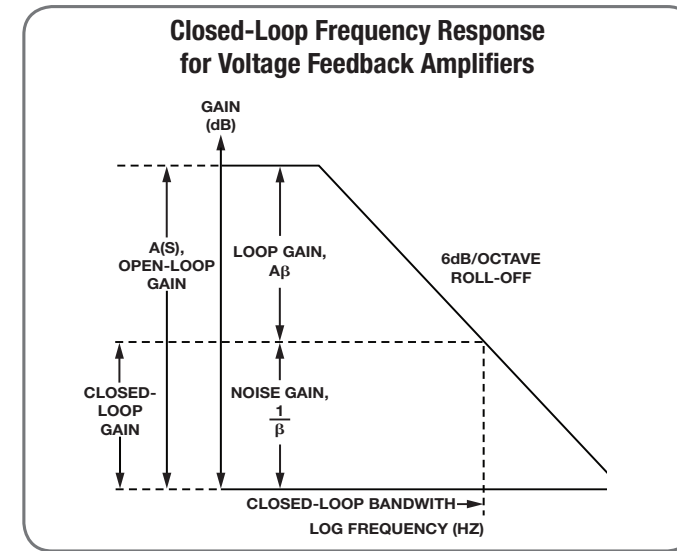 Closed-Loop Frequency Response
for Voltage Feedback Amplifiers
GAIN
(dB)
A(S),
OPEN-LOOP
GAIN
LOOP GAIN,
Aβ
6dB/OCTAVE
ROLL-OFF
CLOSED-
LOOP
GAIN
NOISE GAIN,
1
β
CLOSED-LOOP BANDWITH
LOG FREQUENCY (HZ)